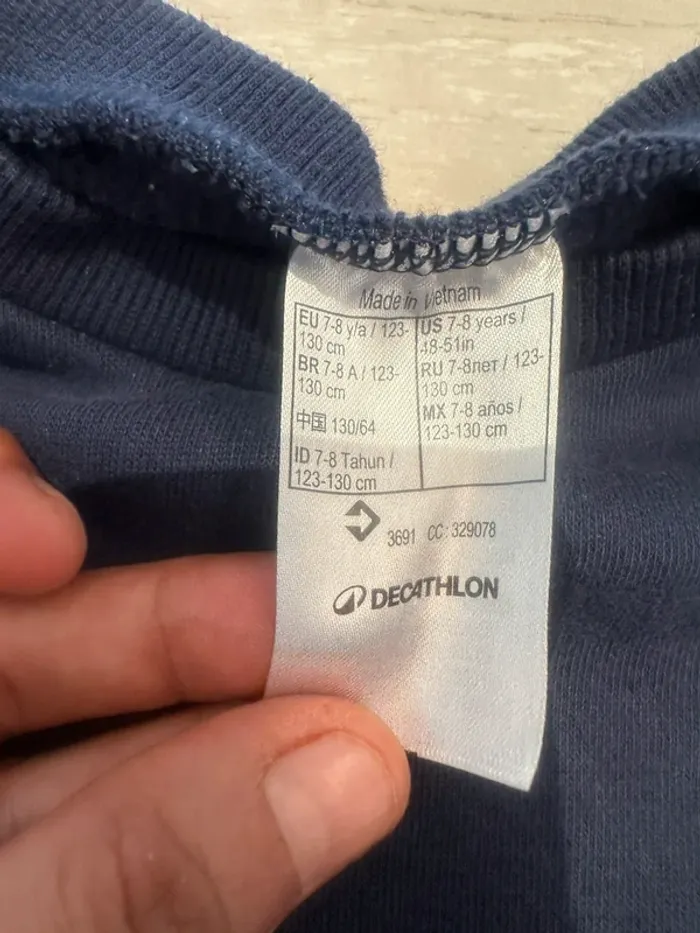 Made in Vietnam
EU 7-8 y/a / 123-
130 cm
BR 7-8 A / 123-
130 cm
中国 130/64
ID 7-8 Tahun /
123-130 cm
US 7-8 years /
48-51in
RU 7-8лет / 123-
130 cm
MX 7-8 años /
123-130 cm
3691 CC: 329078
DECATHLON